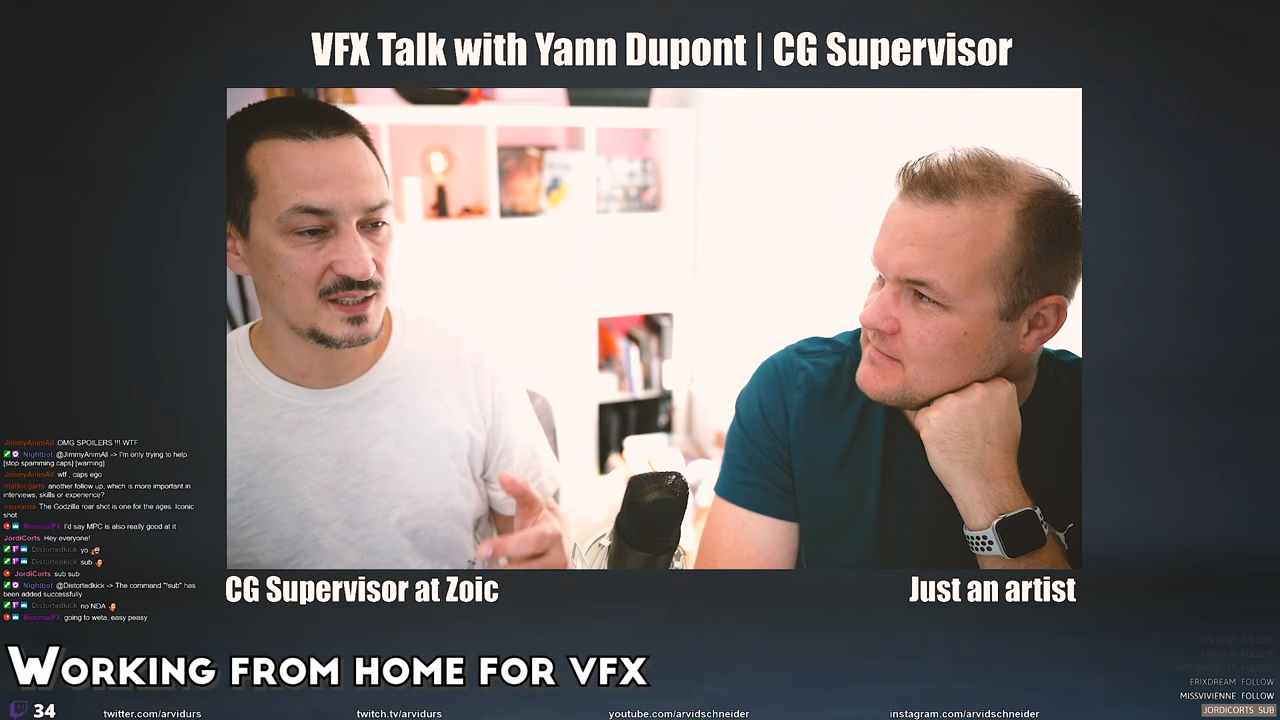 VFX Talk with Yann Dupont | CG Supervisor
JimmyAnimAll OMG SPOILERS !!! WTF
Nightbot @JimmyAnimAll -> I'm only trying to help
[stop spamming caps] [warning]
JimmyAnimAll wtf , caps ego
another follow up, which is more important in
interviews, skills or experience?
vsuvarna The Godzilla roar shot is one for the ages. Iconic
shot.
MaximalFX I'd say MPC is also really good at it
JordiCorts Hey everyone!
Distortedkick yo
Distortedkick sub
JordiCorts sub sub
Nightbot @Distortedkick -> The command "!sub" has
been added successfully
Distortedkick no NDA
MaximalFX going to weta, easy peasy
CG Supervisor at Zoic
Just an artist
WORKING FROM HOME FOR VFX
ERIXDREAM FOLLOW
MISSVIVIENNE FOLLOW
JORDICORTS SUB
34
twitter.com/arvidurs
twitch.tv/arvidurs
youtube.com/arvidschneider
instagram.com/arvidschneider